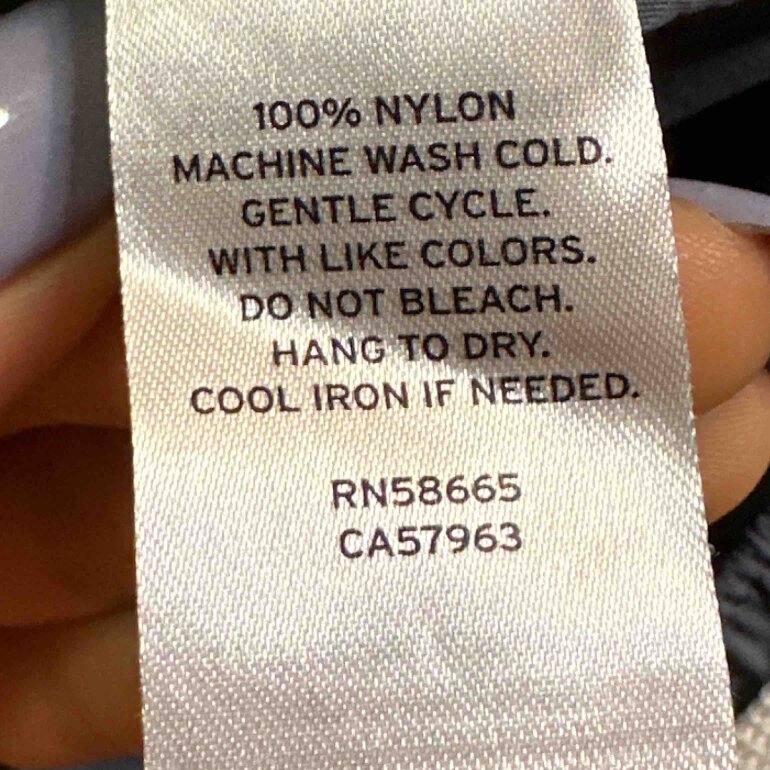 100% NYLON
MACHINE WASH COLD.
GENTLE CYCLE.
WITH LIKE COLORS.
DO NOT BLEACH.
HANG TO DRY.
COOL IRON IF NEEDED.
RN58665
CA57963